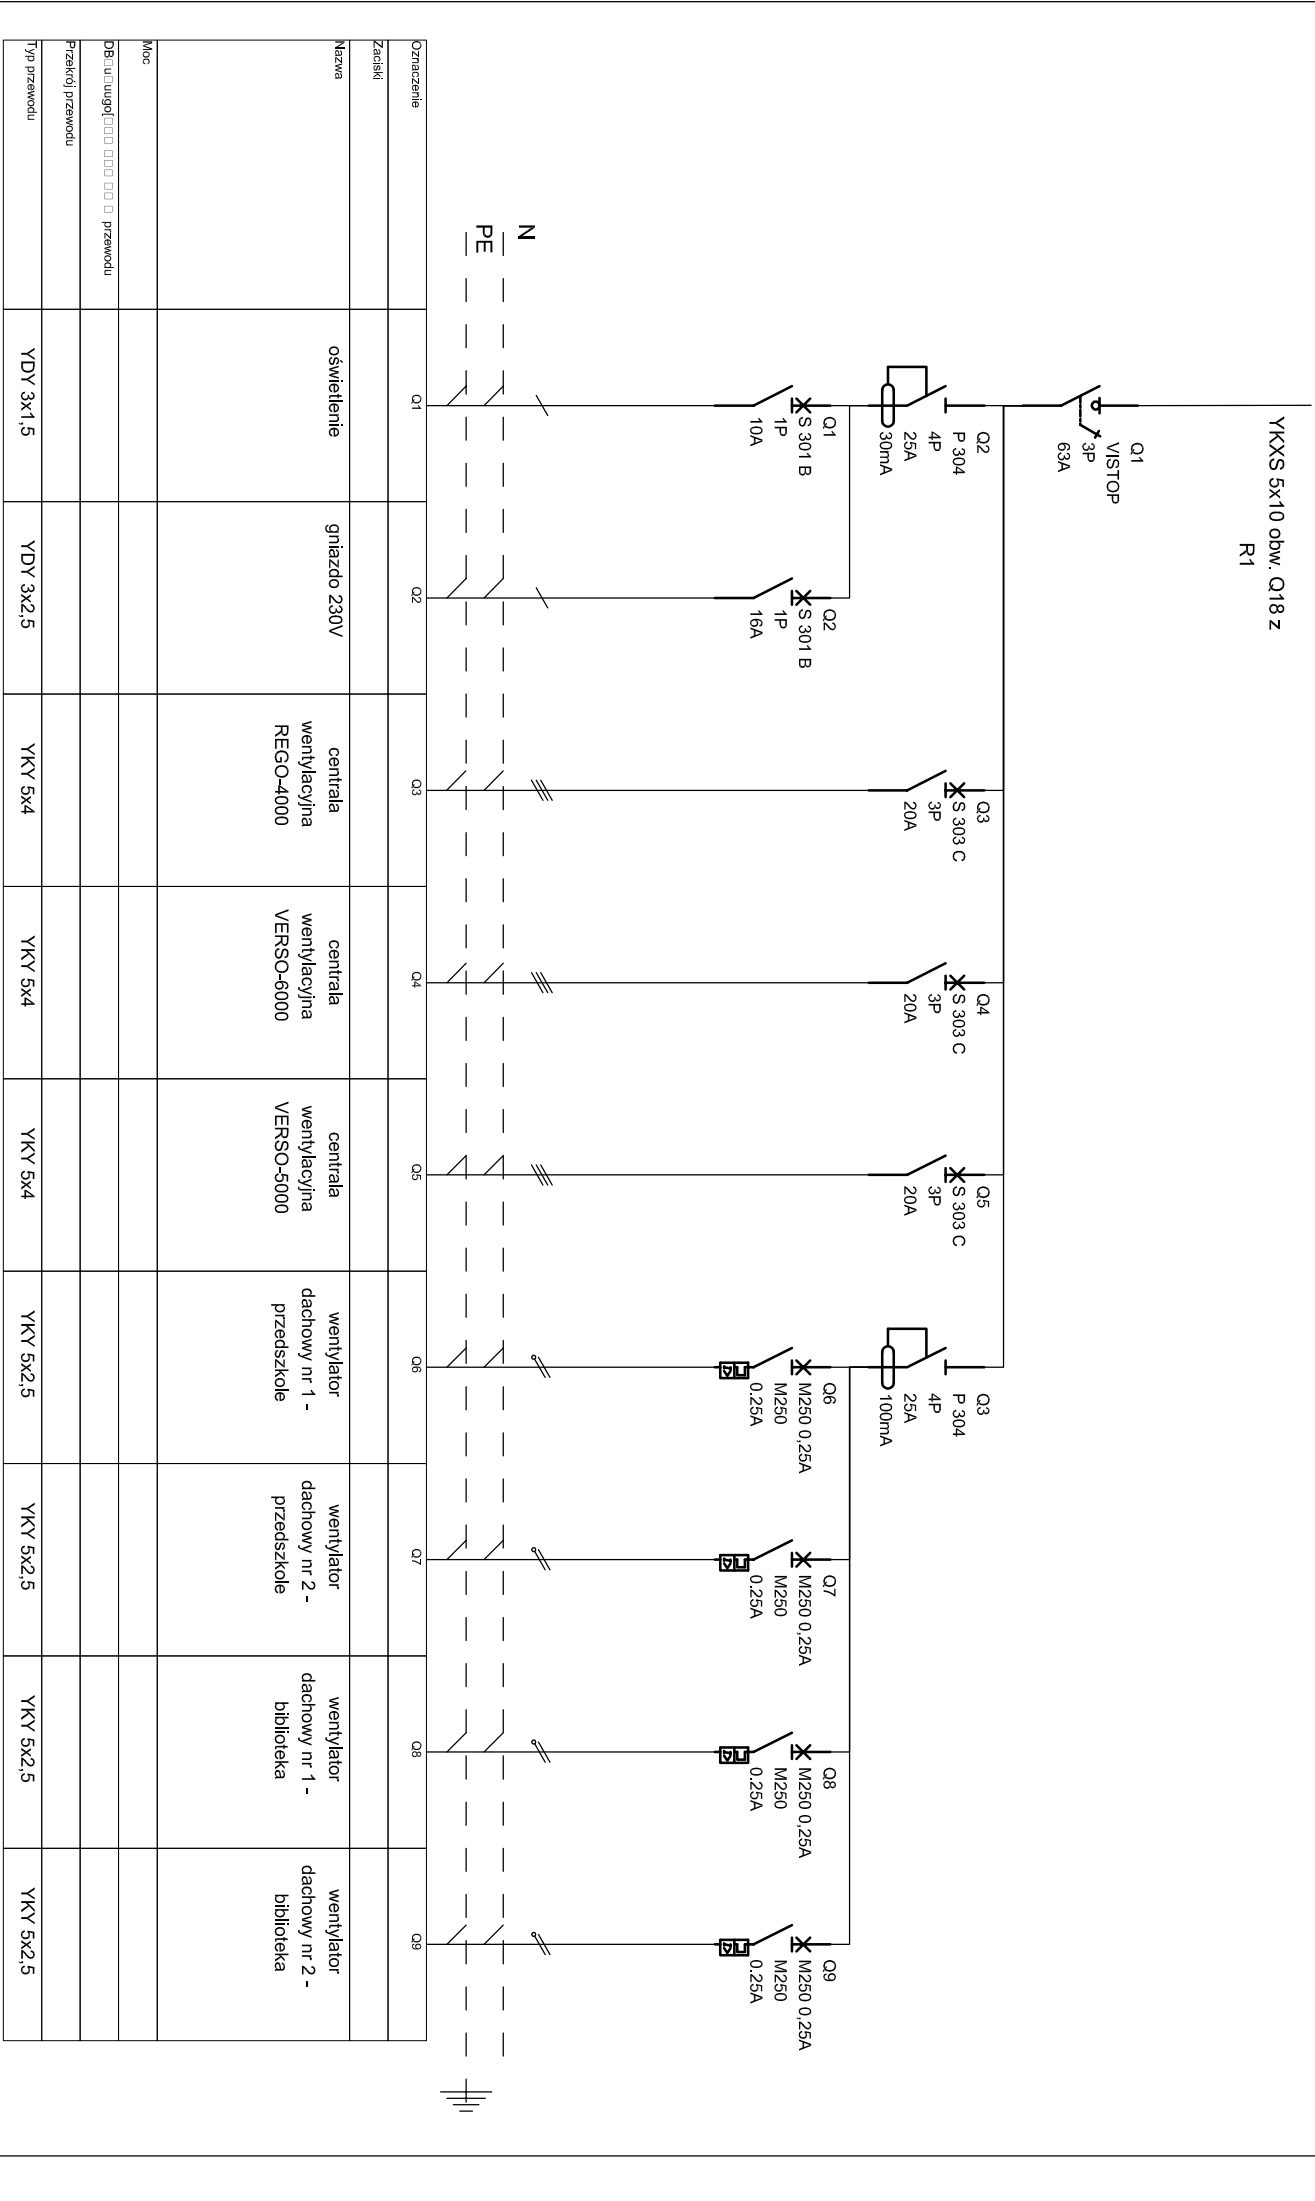 YKXS 5x10 obw. Q18 z
R1
Q1
VISTOP
3P
63A
Q2
P 304
4P
25A
30mA
Q3
S 303 C
3P
20A
Q4
S 303 C
3P
20A
Q5
S 303 C
3P
20A
Q3
P 304
4P
25A
100mA
Q1
S 301 B
1P
10A
Q2
S 301 B
1P
16A
Q6
M250 0,25A
M250
0.25A
Q7
M250 0,25A
M250
0.25A
Q8
M250 0,25A
M250
0.25A
Q9
M250 0,25A
M250
0.25A
N
PE
Oznaczenie
Q1
Q2
Q3
Q4
Q5
Q6
Q7
Q8
Q9
Zaciski
Nazwa
oświetlenie
gniazdo 230V
centrala
wentylacyjna
REGO-4000
centrala
wentylacyjna
VERSO-6000
centrala
wentylacyjna
VERSO-5000
wentylator
dachowy nr 1 -
przedszkole
wentylator
dachowy nr 2 -
przedszkole
wentylator
dachowy nr 1 -
biblioteka
wentylator
dachowy nr 2 -
biblioteka
Moc
przewodu
Przekrój przewodu
Typ przewodu
YDY 3x1,5
YDY 3x2,5
YKY 5x4
YKY 5x4
YKY 5x4
YKY 5x2,5
YKY 5x2,5
YKY 5x2,5
YKY 5x2,5